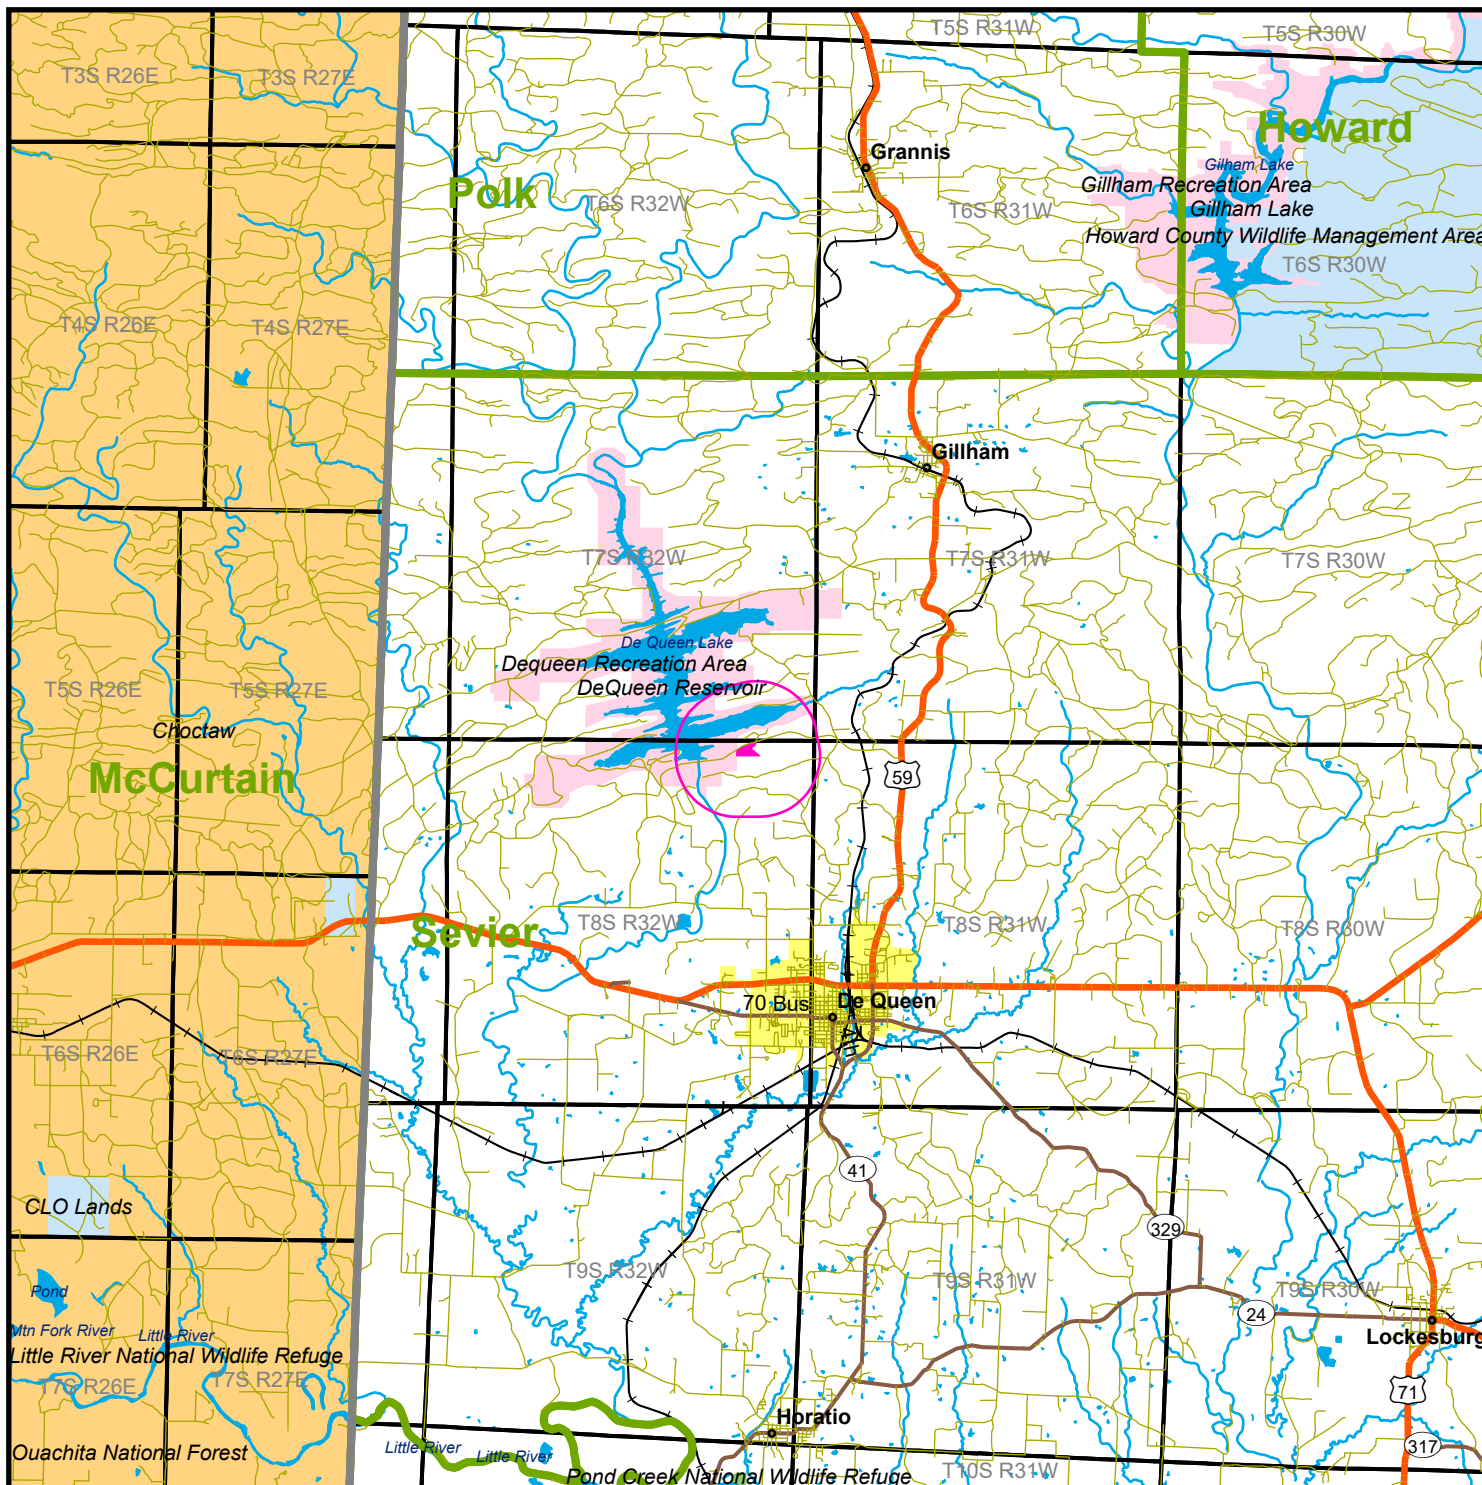 T5S R31W
T5S R30W
T3S R26E
T3S R27E
Howard
Grannis
Gilham Lake
Gillham Recreation Area
Polk
T6S R32W
T6S R31W
Gillham Lake
Howard County Wildlife Management Area
T6S R30W
T4S R26E
T4S R27E
Gillham
T7S R32W
T7S R31W
T7S R30W
De Queen Lake
Dequeen Recreation Area
DeQueen Reservoir
T5S R26E
T5S R27E
Choctaw
McCurtain
59
Sevier
T8S R32W
T8S R31W
T8S R30W
70 Bus
De Queen
4th
T6S R26E
T6S R27E
41
CLO Lands
329
T9S R32W
T9S R31W
T9S R30W
Pond
24
Mtn Fork River
Little River
Lockesburg
Little River National Wildlife Refuge
T7S R26E
T7S R27E
71
Horatio
Little River
Little River
317
Ouachita National Forest
T10S R31W
Pond Creek National Wildlife Refuge